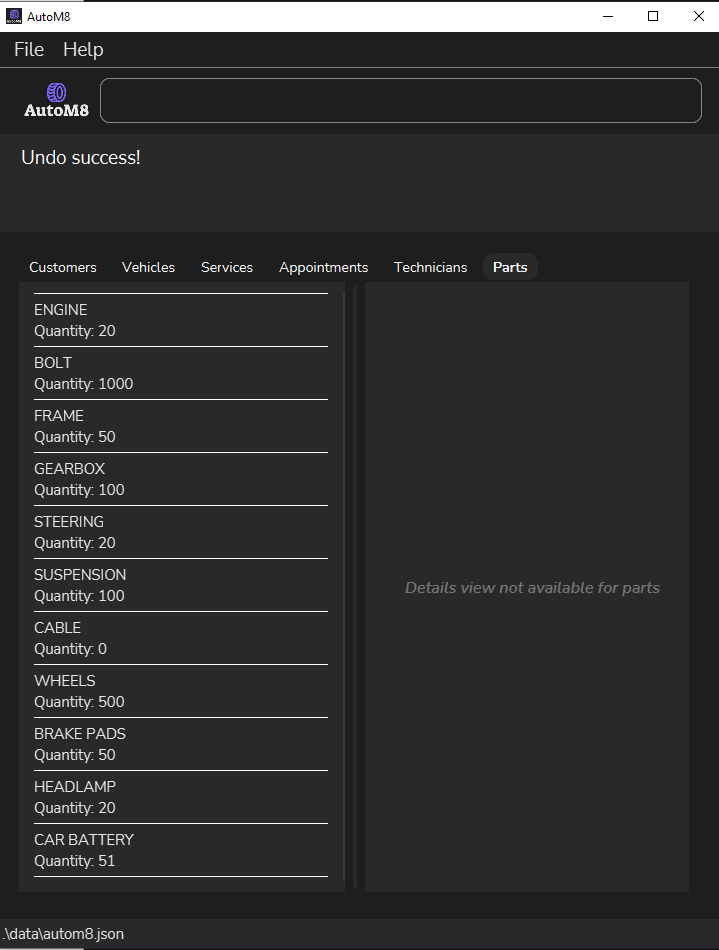 AutoM8
File Help
AutoM8
Undo success!
Customers Vehicles Services Appointments Technicians Parts
ENGINE
Quantity: 20
BOLT
Quantity: 1000
FRAME
Quantity: 50
GEARBOX
Quantity: 100
STEERING
Quantity: 20
SUSPENSION
Quantity: 100
CABLE
Quantity: 0
WHEELS
Quantity: 500
BRAKE PADS
Quantity: 50
HEADLAMP
Quantity: 20
CAR BATTERY
Quantity: 51
Details view not available for parts
.\data\autom8.json